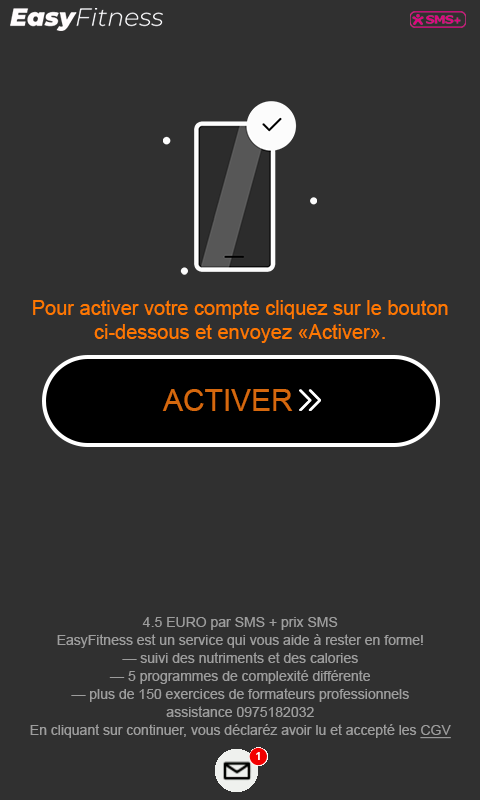 EasyFitness
SMS+
Pour activer votre compte cliquez sur le bouton
ci-dessous et envoyez «Activer».
ACTIVER
4.5 EURO par SMS + prix SMS
EasyFitness est un service qui vous aide à rester en forme!
— suivi des nutriments et des calories
— 5 programmes de complexité différente
— plus de 150 exercices de formateurs professionnels
assistance 0975182032
En cliquant sur continuer, vous déclaréz avoir lu et accepté les CGV
1